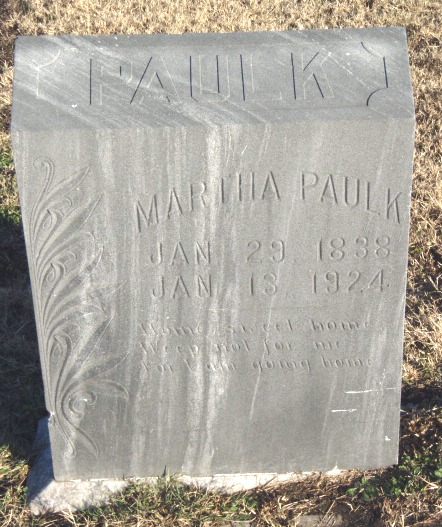 PAULK
MARTHA PAULK
JAN 29 1838
JAN 13 1924
Home, sweet home
Weep not for me
For I am going home